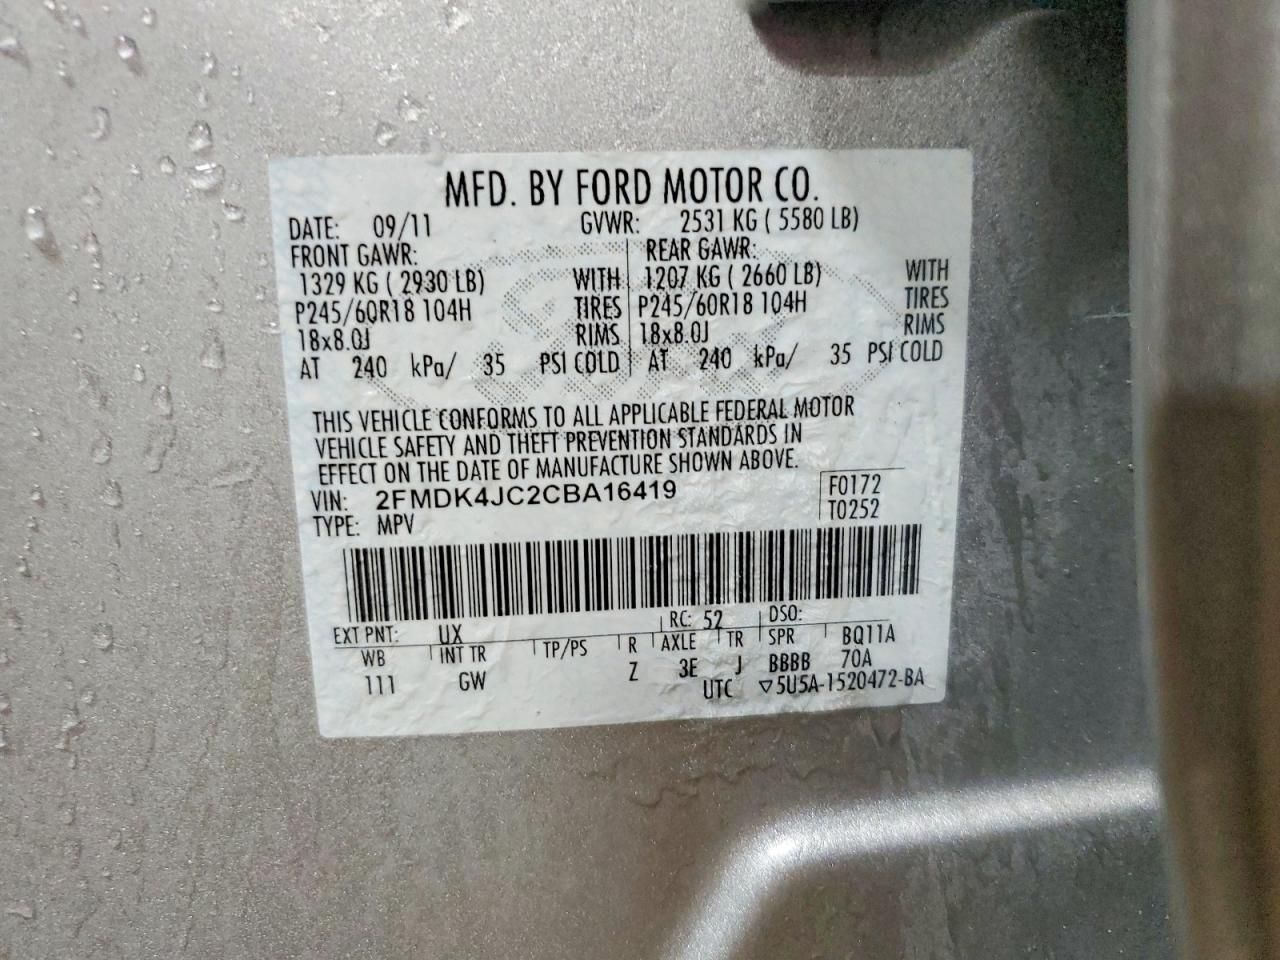 MFD. BY FORD MOTOR CO.
DATE: 09/11 GVWR: 2531 KG ( 5580 LB)
FRONT GAWR: REAR GAWR:
1329 KG ( 2930 LB) WITH 1207 KG ( 2660 LB) WITH
P245/60R18 104H TIRES P245/60R18 104H TIRES
18x8.0J RIMS 18x8.0J RIMS
AT 240 kPa/ 35 PSI COLD AT 240 kPa/ 35 PSI COLD
THIS VEHICLE CONFORMS TO ALL APPLICABLE FEDERAL MOTOR
VEHICLE SAFETY AND THEFT PREVENTION STANDARDS IN
EFFECT ON THE DATE OF MANUFACTURE SHOWN ABOVE.
VIN: 2FMDK4JC2CBA16419 F0172
TYPE: MPV T0252
EXT PNT: UX RC: 52 DSO:
WB INT TR TP/PS R AXLE TR SPR BQ11A
111 GW Z 3E J BBBB 70A
UTC ▽5U5A-1520472-BA